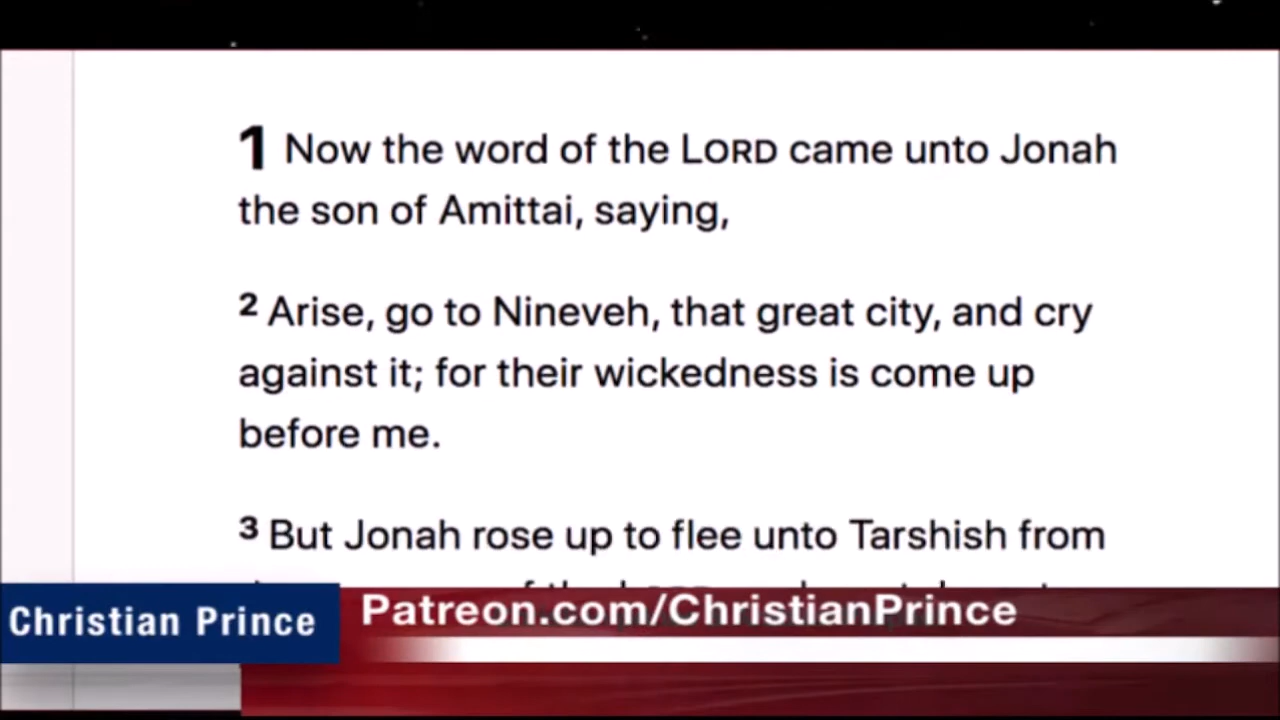 1 Now the word of the LORD came unto Jonah
the son of Amittai, saying,
2 Arise, go to Nineveh, that great city, and cry
against it; for their wickedness is come up
before me.
3 But Jonah rose up to flee unto Tarshish from
Christian Prince
Patreon.com/ChristianPrince